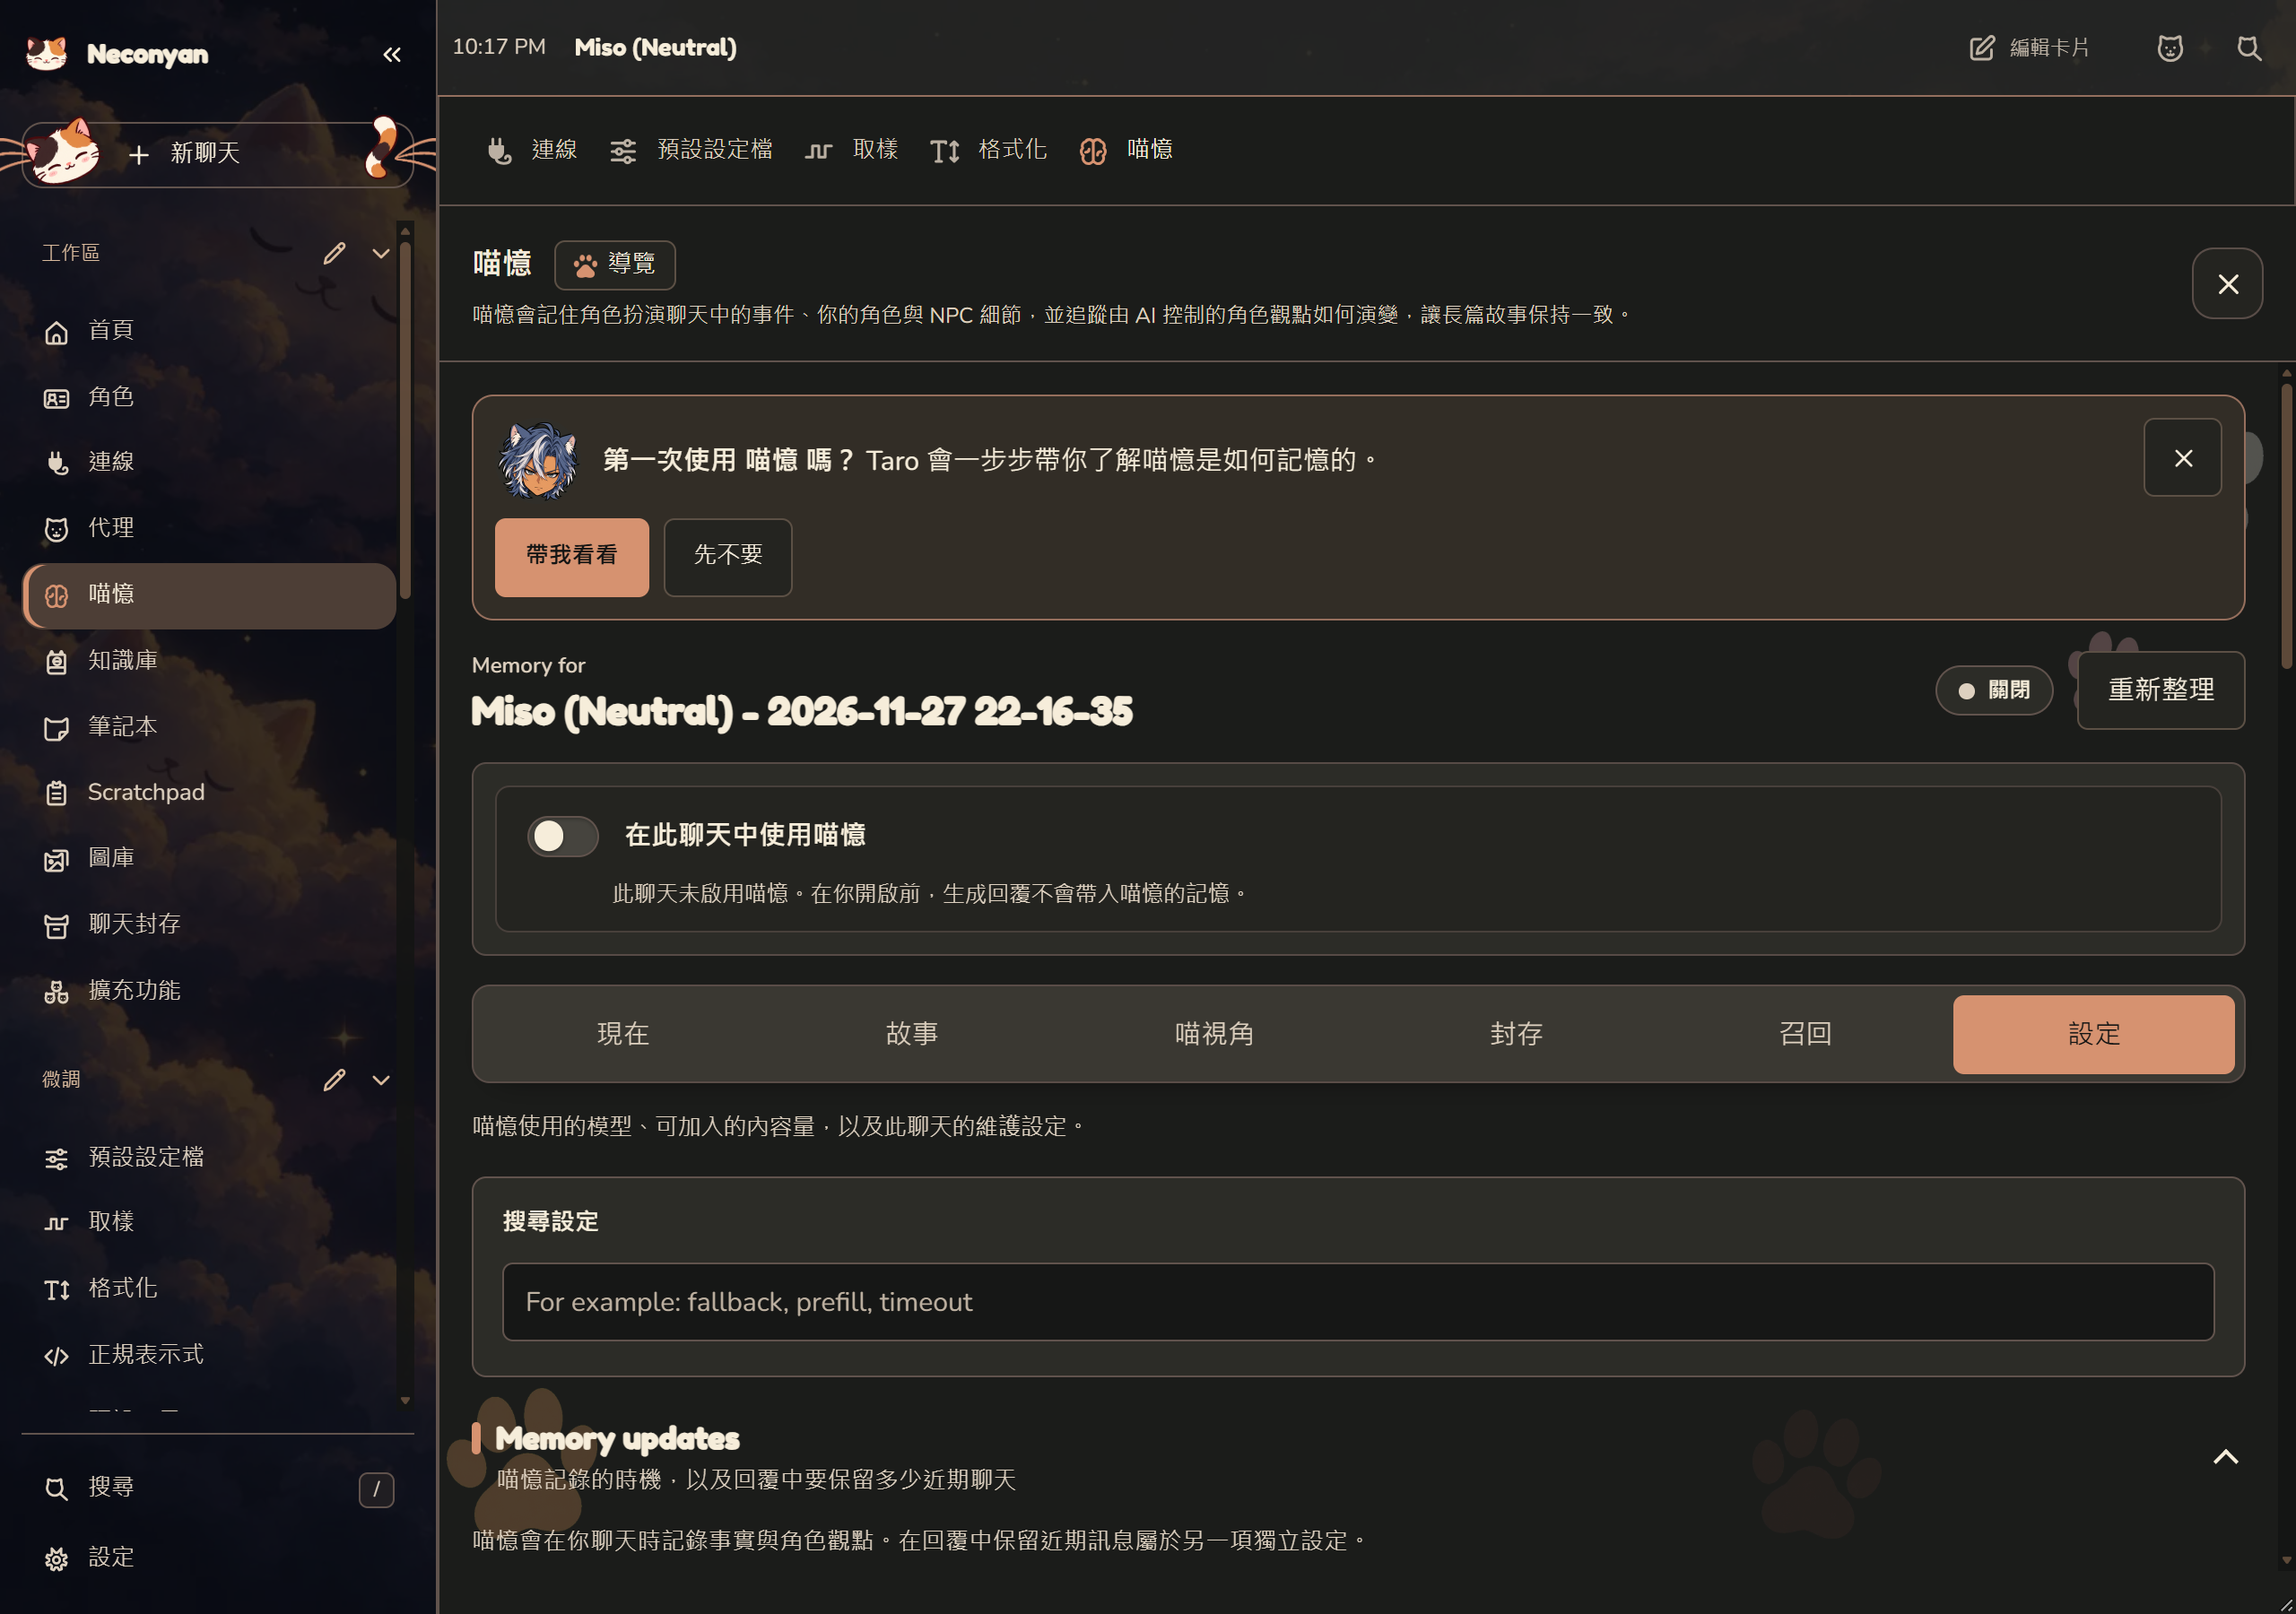 Neconyan
新聊天
工作區
首頁
角色
連線
代理
喵憶
知識庫
筆記本
Scratchpad
圖庫
聊天封存
擴充功能
微調
預設設定檔
取樣
格式化
正規表示式
搜尋
/
設定
10:17 PM Miso (Neutral) 編輯卡片
連線 預設設定檔 取樣 格式化 喵憶
喵憶 導覽
喵憶會記住角色扮演聊天中的事件、你的角色與 NPC 細節，並追蹤由 AI 控制的角色觀點如何演變，讓長篇故事保持一致。
第一次使用 喵憶 嗎？ Taro 會一步步帶你了解喵憶是如何記憶的。
帶我看看 先不要
Memory for
Miso (Neutral) - 2026-11-27 22-16-35
關閉 重新整理
在此聊天中使用喵憶
此聊天未啟用喵憶。在你開啟前，生成回覆不會帶入喵憶的記憶。
現在 故事 喵視角 封存 召回 設定
喵憶使用的模型、可加入的內容量，以及此聊天的維護設定。
搜尋設定
For example: fallback, prefill, timeout
Memory updates
喵憶記錄的時機，以及回覆中要保留多少近期聊天
喵憶會在你聊天時記錄事實與角色觀點。在回覆中保留近期訊息屬於另一項獨立設定。